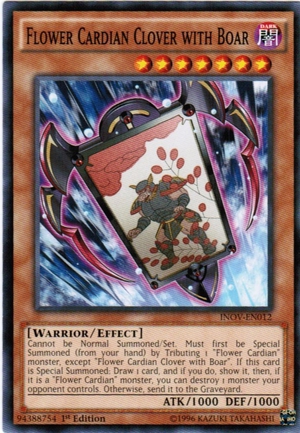 FLOWER CARDIAN CLOVER WITH BOAR
DARK
闇
INOV-EN012
[WARRIOR/EFFECT]
Cannot be Normal Summoned/Set. Must first be Special
Summoned (from your hand) by Tributing 1 "Flower Cardian"
monster, except "Flower Cardian Clover with Boar". If this card
is Special Summoned: Draw 1 card, and if you do, show it, then, if
it is a "Flower Cardian" monster, you can destroy 1 monster your
opponent controls. Otherwise, send it to the Graveyard.
ATK/1000 DEF/1000
94388754 1st Edition ©1996 KAZUKI TAKAHASHI